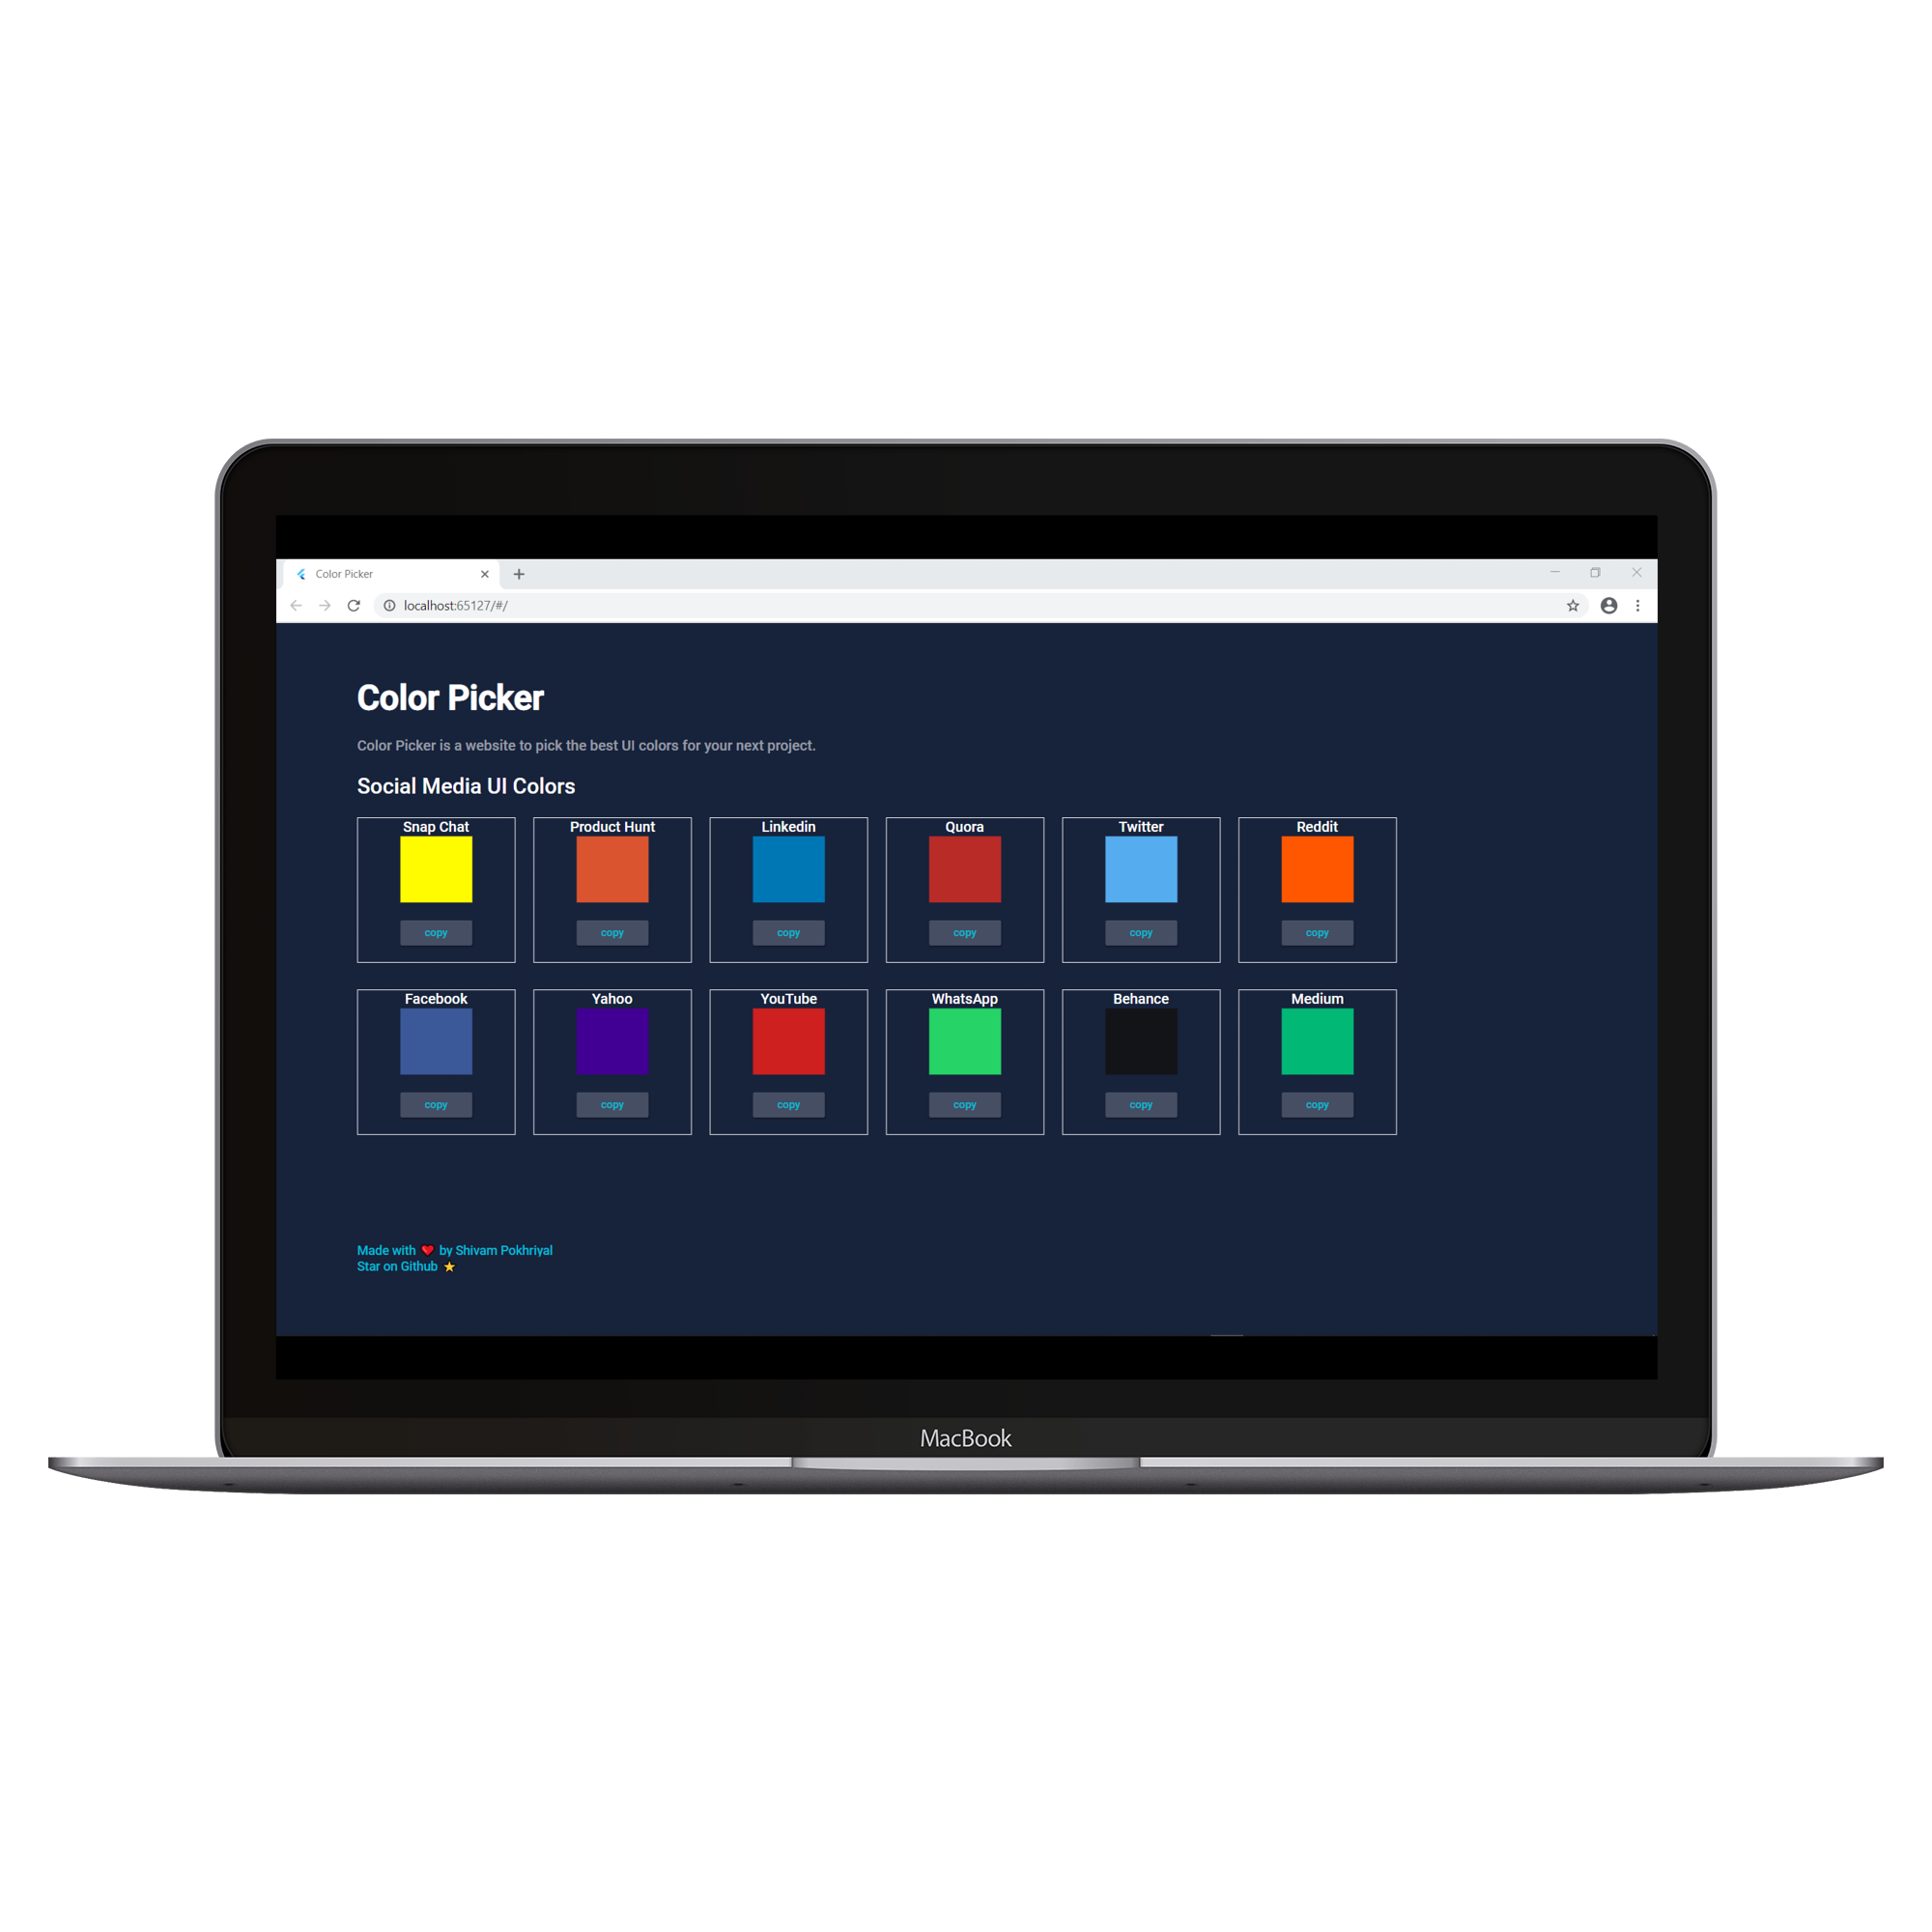 Color Picker
localhost:65127/#/
Color Picker
Color Picker is a website to pick the best UI colors for your next project.
Social Media UI Colors
Snap Chat Product Hunt Linkedin Quora Twitter Reddit
copy copy copy copy copy copy
Facebook Yahoo YouTube WhatsApp Behance Medium
copy copy copy copy copy copy
Made with ❤ by Shivam Pokhriyal
Star on Github ⭐
MacBook